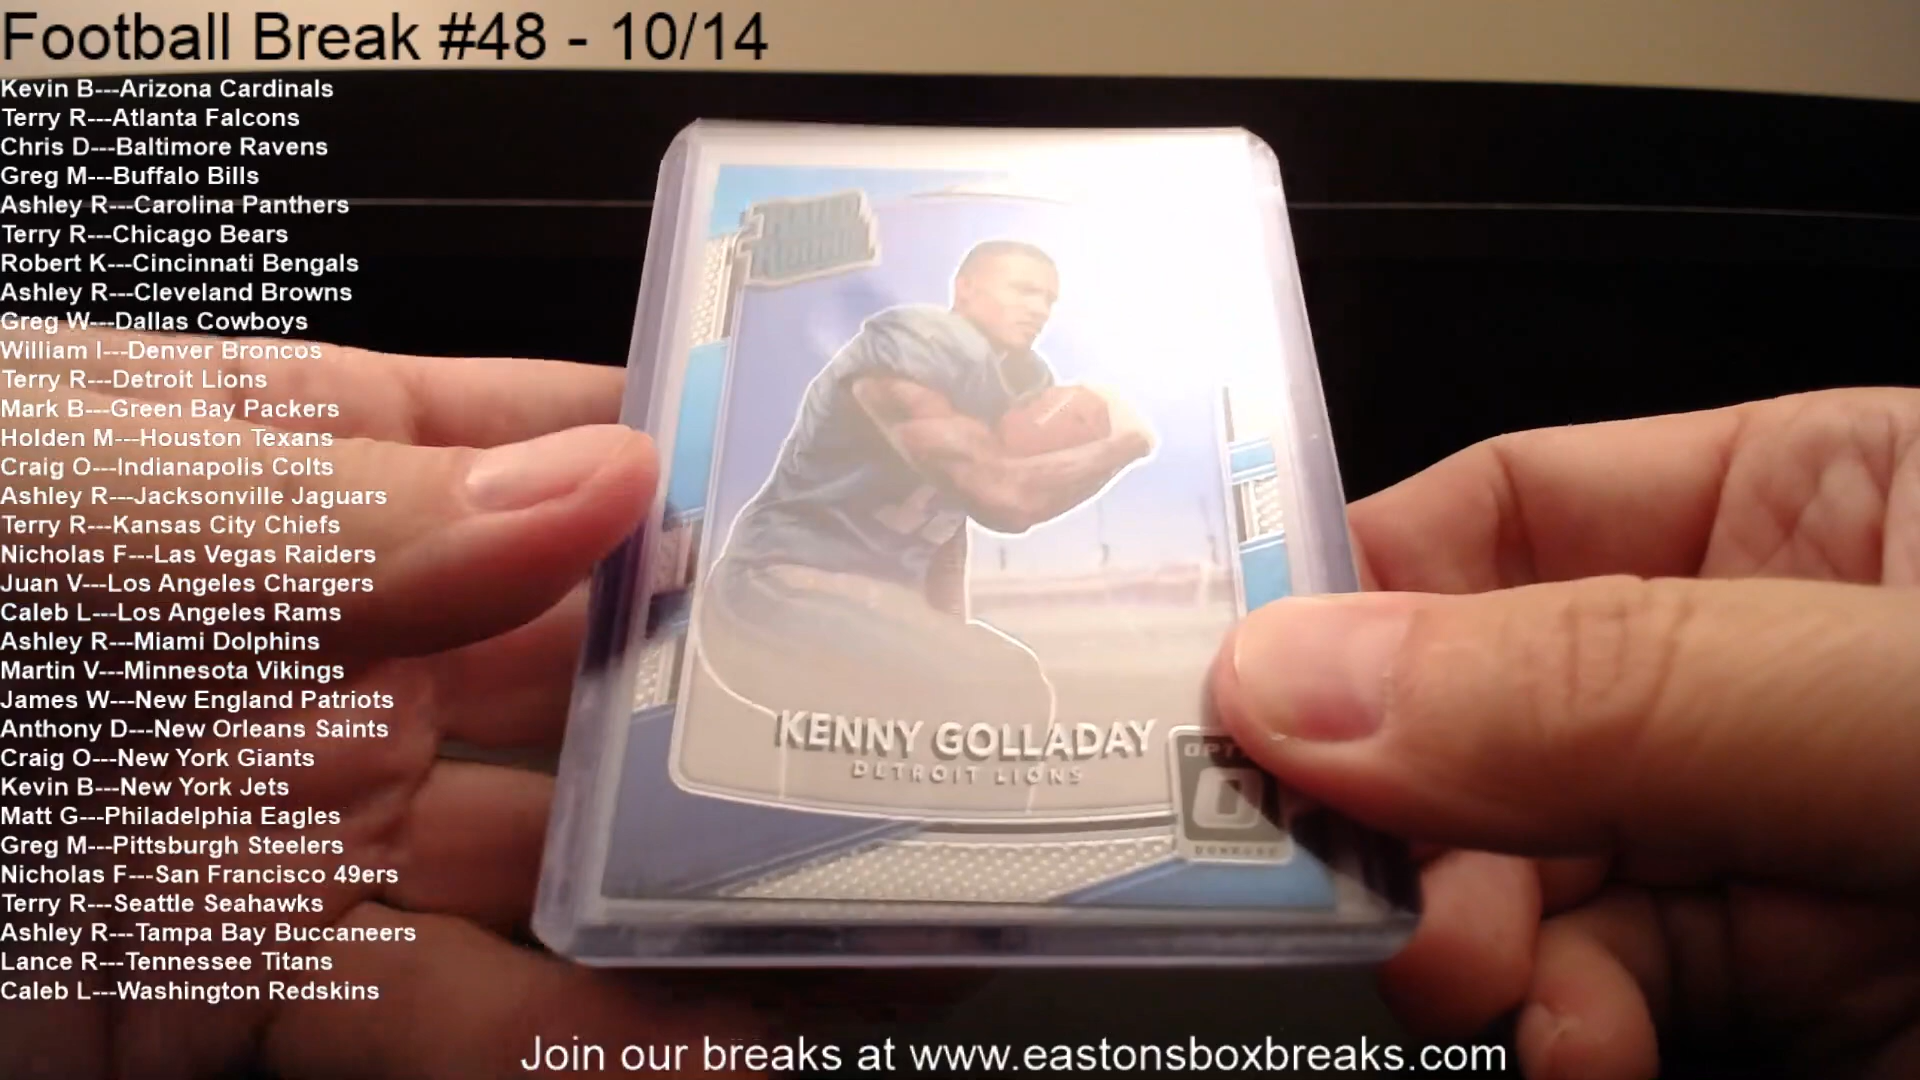 Football Break #48 - 10/14
Kevin B---Arizona Cardinals
Terry R---Atlanta Falcons
Chris D---Baltimore Ravens
Greg M---Buffalo Bills
Ashley R---Carolina Panthers
Terry R---Chicago Bears
Robert K---Cincinnati Bengals
Ashley R---Cleveland Browns
Greg W---Dallas Cowboys
William I---Denver Broncos
Terry R---Detroit Lions
Mark B---Green Bay Packers
Holden M---Houston Texans
Craig O---Indianapolis Colts
Ashley R---Jacksonville Jaguars
Terry R---Kansas City Chiefs
Nicholas F---Las Vegas Raiders
Juan V---Los Angeles Chargers
Caleb L---Los Angeles Rams
Ashley R---Miami Dolphins
Martin V---Minnesota Vikings
James W---New England Patriots
Anthony D---New Orleans Saints
Craig O---New York Giants
Kevin B---New York Jets
Matt G---Philadelphia Eagles
Greg M---Pittsburgh Steelers
Nicholas F---San Francisco 49ers
Terry R---Seattle Seahawks
Ashley R---Tampa Bay Buccaneers
Lance R---Tennessee Titans
Caleb L---Washington Redskins
RATED
ROOKIE
KENNY GOLLADAY
DETROIT LIONS
DONRUSS
Join our breaks at www.eastonsboxbreaks.com